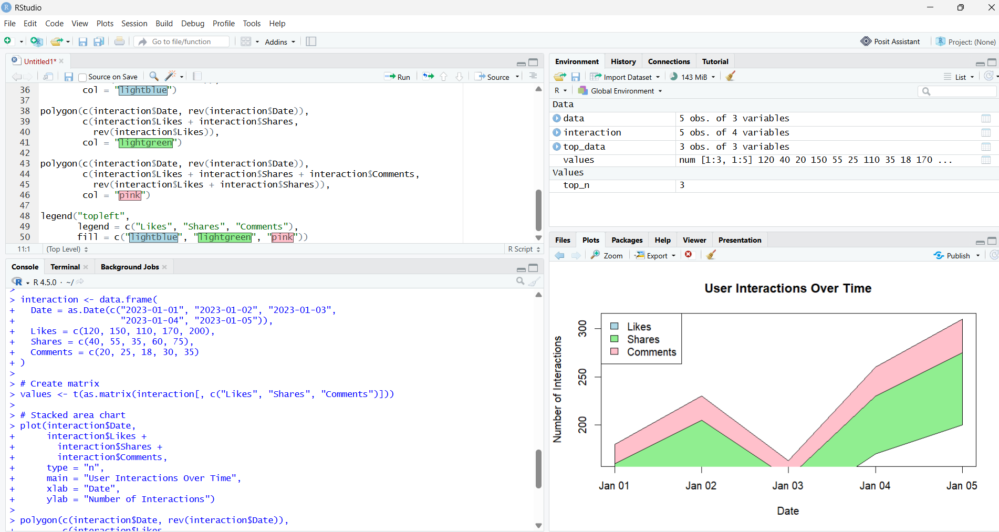 RStudio
File Edit Code View Plots Session Build Debug Profile Tools Help
Go to file/function Addins Posit Assistant Project: (None)
Untitled1*
Source on Save Run Source
36 col = "lightblue")
37
38 polygon(c(interaction$Date, rev(interaction$Date)),
39 c(interaction$Likes + interaction$Shares,
40 rev(interaction$Likes)),
41 col = "lightgreen")
42
43 polygon(c(interaction$Date, rev(interaction$Date)),
44 c(interaction$Likes + interaction$Shares + interaction$Comments,
45 rev(interaction$Likes + interaction$Shares)),
46 col = "pink")
47
48 legend("topleft",
49 legend = c("Likes", "Shares", "Comments"),
50 fill = c("lightblue", "lightgreen", "pink"))
11:1 (Top Level) R Script
Console Terminal Background Jobs
R R 4.5.0 · ~/
>
> interaction <- data.frame(
+ Date = as.Date(c("2023-01-01", "2023-01-02", "2023-01-03",
+ "2023-01-04", "2023-01-05")),
+ Likes = c(120, 150, 110, 170, 200),
+ Shares = c(40, 55, 35, 60, 75),
+ Comments = c(20, 25, 18, 30, 35)
+ )
>
> # Create matrix
> values <- t(as.matrix(interaction[, c("Likes", "Shares", "Comments")]))
>
> # Stacked area chart
> plot(interaction$Date,
+ interaction$Likes +
+ interaction$Shares +
+ interaction$Comments,
+ type = "n",
+ main = "User Interactions Over Time",
+ xlab = "Date",
+ ylab = "Number of Interactions")
>
> polygon(c(interaction$Date, rev(interaction$Date)),
+ c(interaction$Likes
Environment History Connections Tutorial
Import Dataset 143 MiB List
R Global Environment
Data
data 5 obs. of 3 variables
interaction 5 obs. of 4 variables
top_data 3 obs. of 3 variables
values num [1:3, 1:5] 120 40 20 150 55 25 110 35 18 170 ...
Values
top_n 3
Files Plots Packages Help Viewer Presentation
Zoom Export Publish
User Interactions Over Time
Likes
Shares
Comments
Number of Interactions
300
250
200
Jan 01 Jan 02 Jan 03 Jan 04 Jan 05
Date